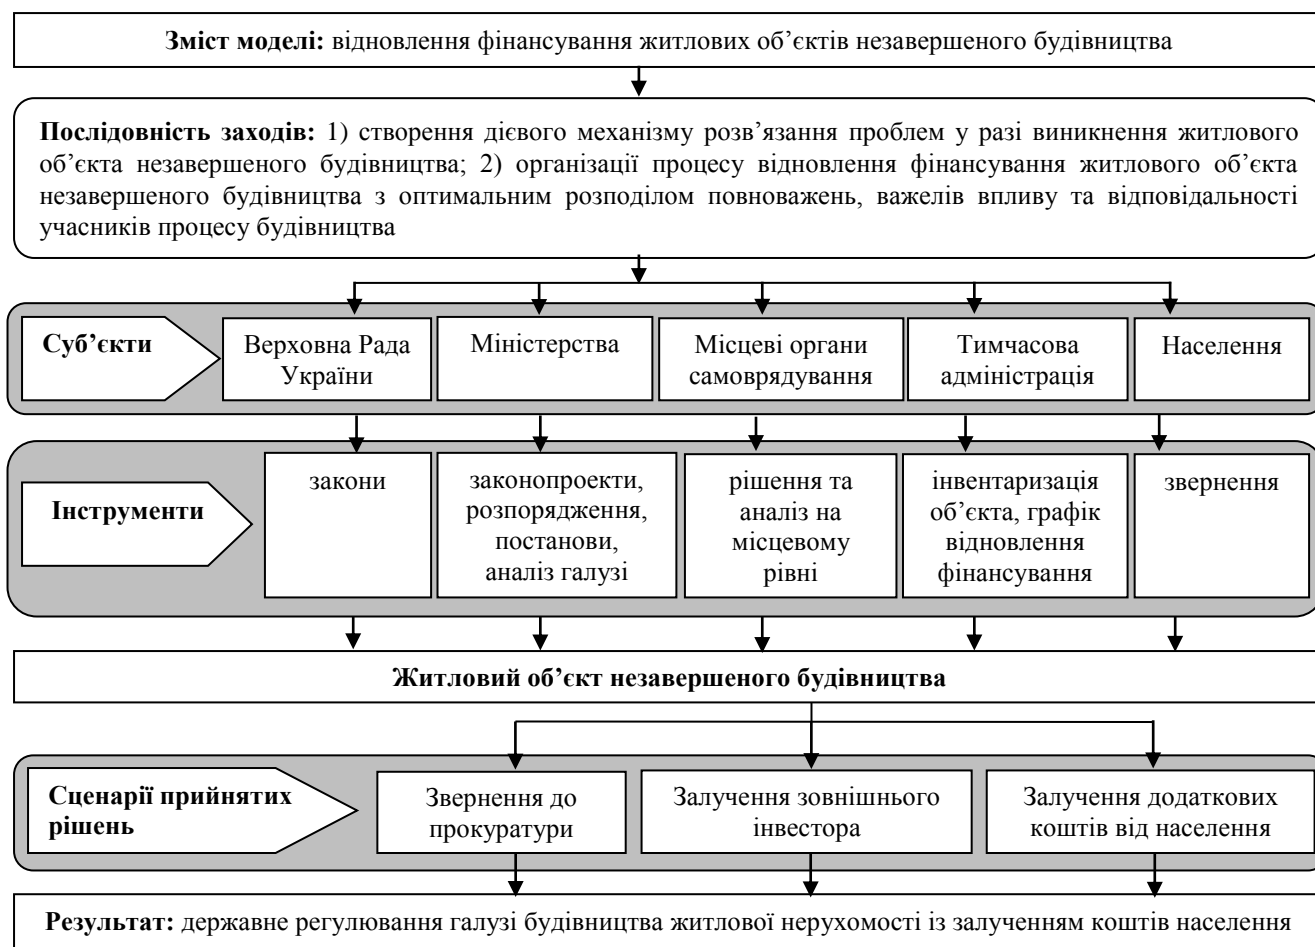 Зміст моделі: відновлення фінансування житлових об’єктів незавершеного будівництва
Послідовність заходів: 1) створення дієвого механізму розв’язання проблем у разі виникнення житлового
об’єкта незавершеного будівництва; 2) організації процесу відновлення фінансування житлового об’єкта
незавершеного будівництва з оптимальним розподілом повноважень, важелів впливу та відповідальності
учасників процесу будівництва
Суб’єкти
Верховна Рада
України
Міністерства
Місцеві органи
самоврядування
Тимчасова
адміністрація
Населення
Інструменти
закони
законопроекти,
розпорядження,
постанови,
аналіз галузі
рішення та
аналіз на
місцевому
рівні
інвентаризація
об’єкта, графік
відновлення
фінансування
звернення
Житловий об’єкт незавершеного будівництва
Сценарії прийнятих
рішень
Звернення до
прокуратури
Залучення зовнішнього
інвестора
Залучення додаткових
коштів від населення
Результат: державне регулювання галузі будівництва житлової нерухомості із залученням коштів населення